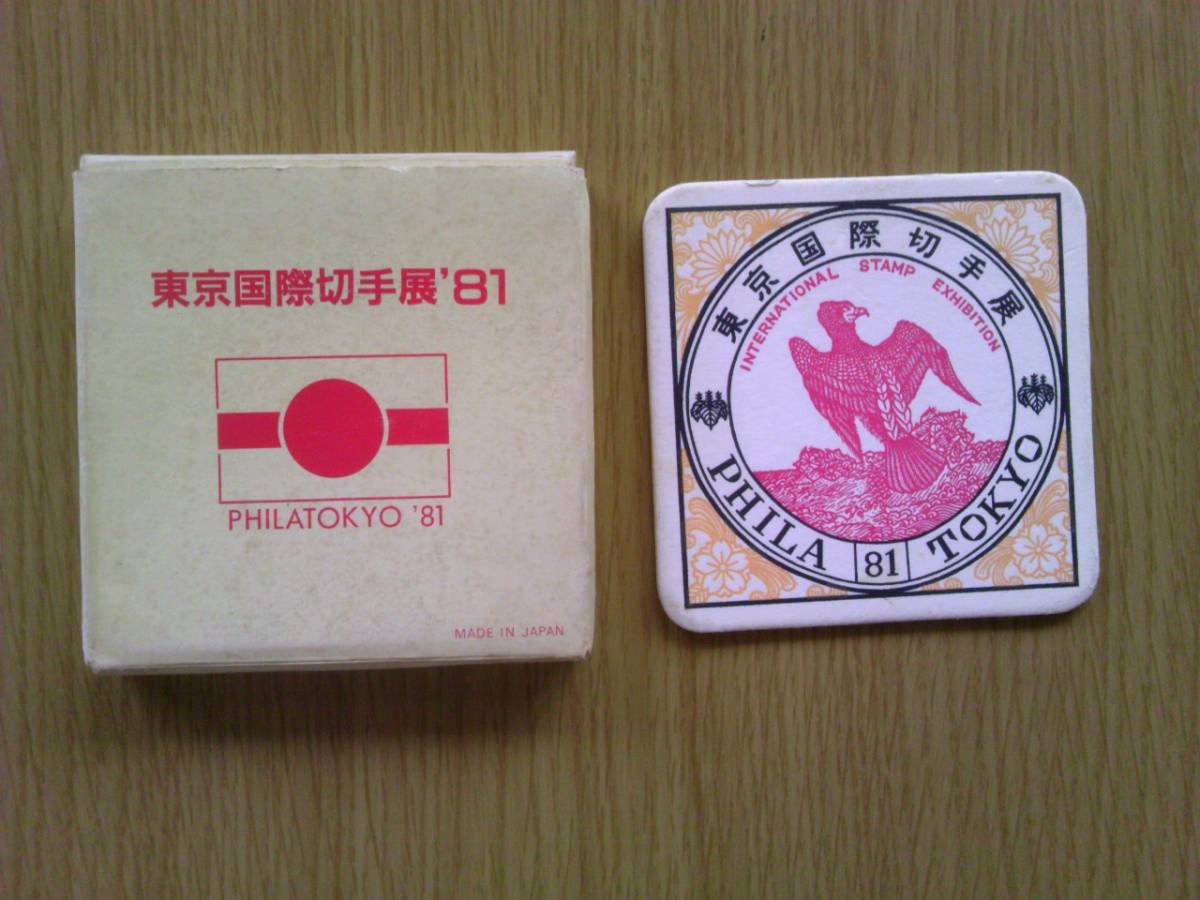 東京国際切手展'81
PHILATOKYO '81
MADE IN JAPAN
東京国際切手展
INTERNATIONAL STAMP EXHIBITION
PHILA 81 TOKYO